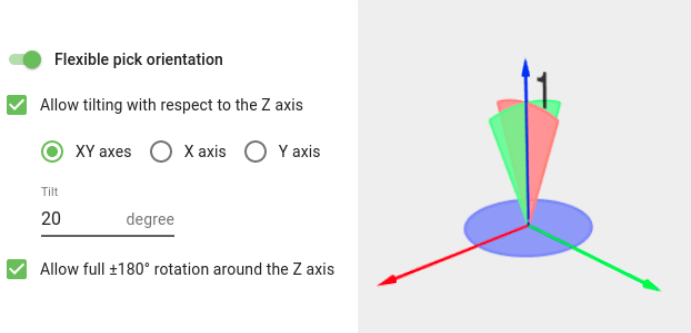 Flexible pick orientation
Allow tilting with respect to the Z axis
XY axes X axis Y axis
Tilt
20 degree
Allow full ±180° rotation around the Z axis
1